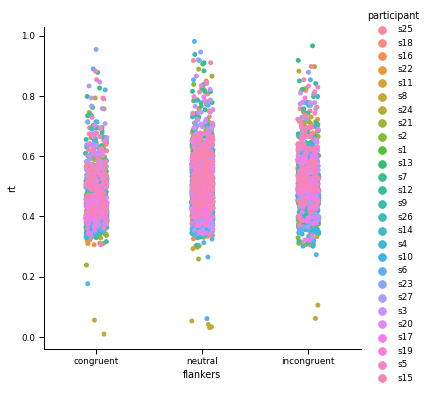 participant
s25
s18
s16
s22
s11
s8
s24
s21
s2
s1
s13
s7
s12
s9
s26
s14
s4
s10
s6
s23
s27
s3
s20
s17
s19
s5
s15
1.0
0.8
0.6
0.4
0.2
0.0
rt
congruent
neutral
incongruent
flankers